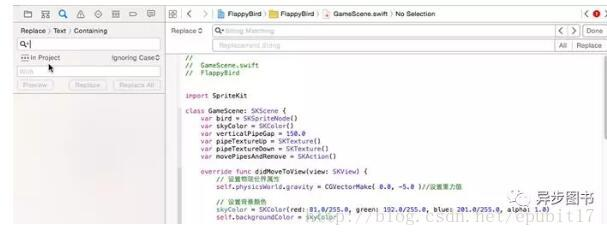 FlappyBird › FlappyBird › GameScene.swift › No Selection
Replace › Text › Containing
Replace String Matching Done
In Project Ignoring Case
Replacement String All Replace
With
Preview Replace Replace All
//
// GameScene.swift
// FlappyBird
import SpriteKit
class GameScene: SKScene {
var bird = SKSpriteNode()
var skyColor = SKColor()
var verticalPipeGap = 150.0
var pipeTextureUp = SKTexture()
var pipeTextureDown = SKTexture()
var movePipesAndRemove = SKAction()
override func didMoveToView(view: SKView) {
// 设置物理世界属性
self.physicsWorld.gravity = CGVectorMake( 0.0, -5.0 )//设置重力值
// 设置背景颜色
skyColor = SKColor(red: 81.0/255.0, green: 192.0/255.0, blue: 201.0/255.0, alpha: 1.0)
self.backgroundColor = skyColor
异步图书
http://blog.csdn.net/epubit17